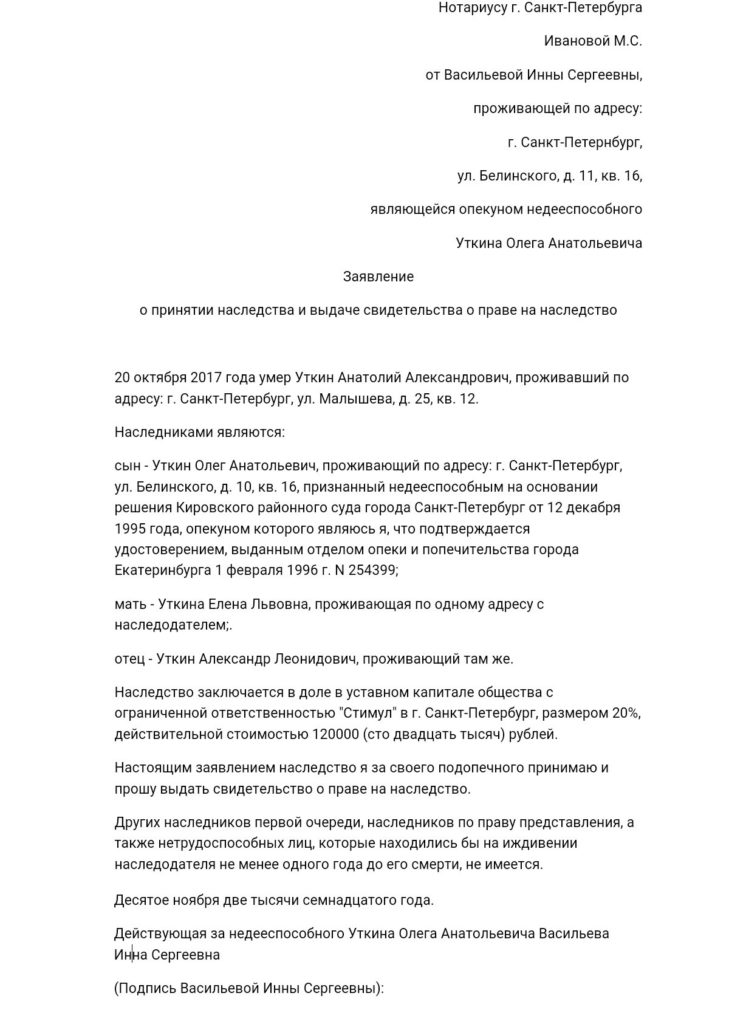 Нотариусу г. Санкт-Петербурга
Ивановой М.С.
от Васильевой Инны Сергеевны,
проживающей по адресу:
г. Санкт-Петернбург,
ул. Белинского, д. 11, кв. 16,
являющейся опекуном недееспособного
Уткина Олега Анатольевича
Заявление
о принятии наследства и выдаче свидетельства о праве на наследство
20 октября 2017 года умер Уткин Анатолий Александрович, проживавший по
адресу: г. Санкт-Петербург, ул. Малышева, д. 25, кв. 12.
Наследниками являются:
сын - Уткин Олег Анатольевич, проживающий по адресу: г. Санкт-Петербург,
ул. Белинского, д. 10, кв. 16, признанный недееспособным на основании
решения Кировского районного суда города Санкт-Петербург от 12 декабря
1995 года, опекуном которого являюсь я, что подтверждается
удостоверением, выданным отделом опеки и попечительства города
Екатеринбурга 1 февраля 1996 г. N 254399;
мать - Уткина Елена Львовна, проживающая по одному адресу с
наследодателем;.
отец - Уткин Александр Леонидович, проживающий там же.
Наследство заключается в доле в уставном капитале общества с
ограниченной ответственностью "Стимул" в г. Санкт-Петербург, размером 20%,
действительной стоимостью 120000 (сто двадцать тысяч) рублей.
Настоящим заявлением наследство я за своего подопечного принимаю и
прошу выдать свидетельство о праве на наследство.
Других наследников первой очереди, наследников по праву представления, а
также нетрудоспособных лиц, которые находились бы на иждивении
наследодателя не менее одного года до его смерти, не имеется.
Десятое ноября две тысячи семнадцатого года.
Действующая за недееспособного Уткина Олега Анатольевича Васильева
Инна Сергеевна
(Подпись Васильевой Инны Сергеевны):